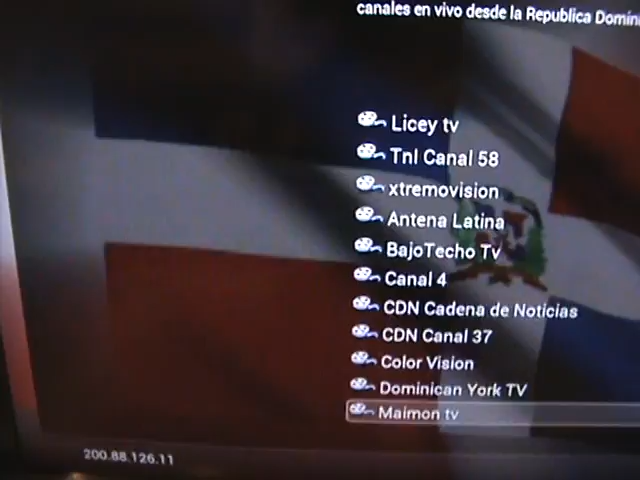 canales en vivo desde la Republica
Licey tv
Tnl Canal 58
xtremovision
Antena Latina
BajoTecho Tv
Canal 4
CDN Cadena de Noticias
CDN Canal 37
Color Vision
Dominican York TV
Maimon tv
200.88.126.11